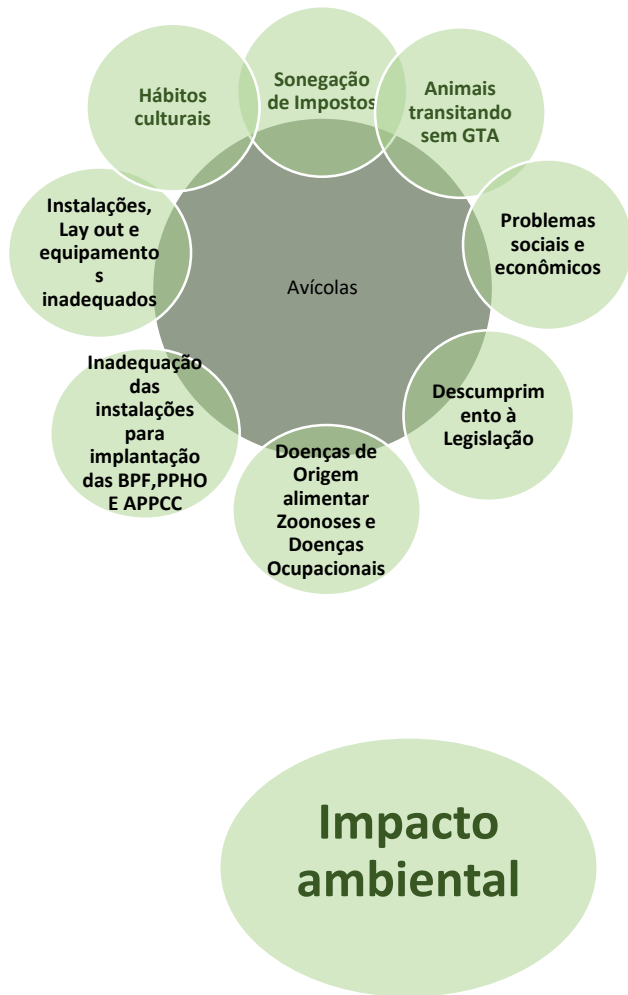 Sonegação
de Impostos
Animais
transitando
sem GTA
Problemas
sociais e
econômicos
Descumprim
ento à
Legislação
Doenças de
Origem
alimentar
Zoonoses e
Doenças
Ocupacionais
Inadequação
das
instalações
para
implantação
das BPF,PPHO
E APPCC
Instalações,
Lay out e
equipamento
s
inadequados
Hábitos
culturais
Avícolas
Impacto
ambiental